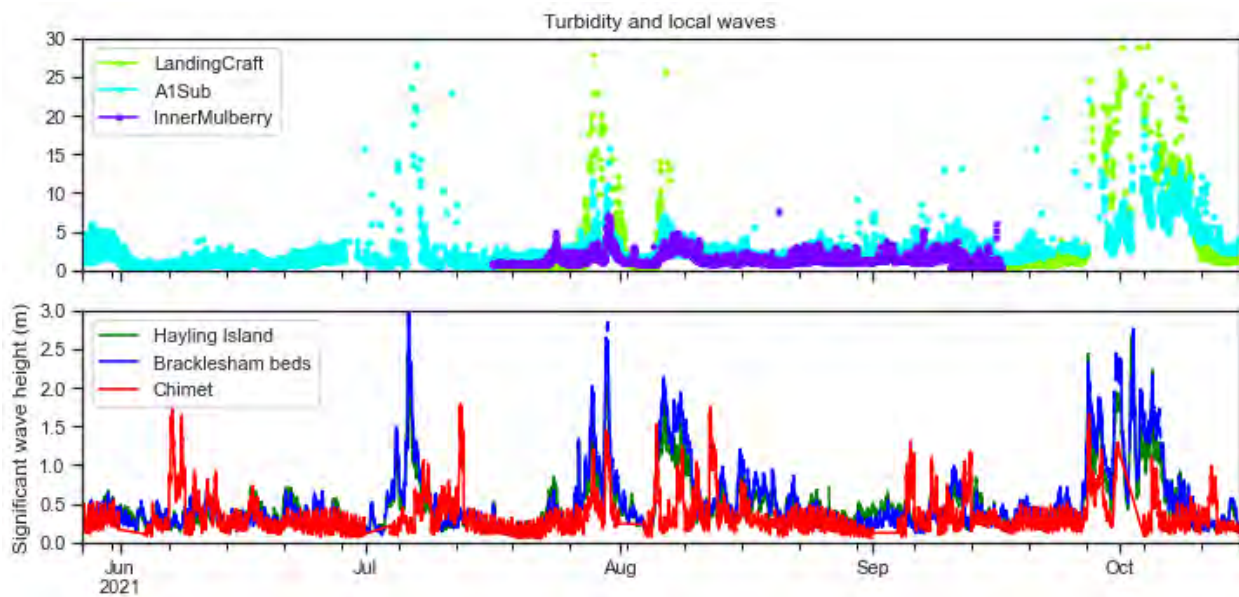 Turbidity and local waves
30
25
20
15
10
5
0
LandingCraft
A1Sub
InnerMulberry
Significant wave height (m)
3.0
2.5
2.0
1.5
1.0
0.5
0.0
Hayling Island
Bracklesham beds
Chimet
Jun
2021
Jul
Aug
Sep
Oct